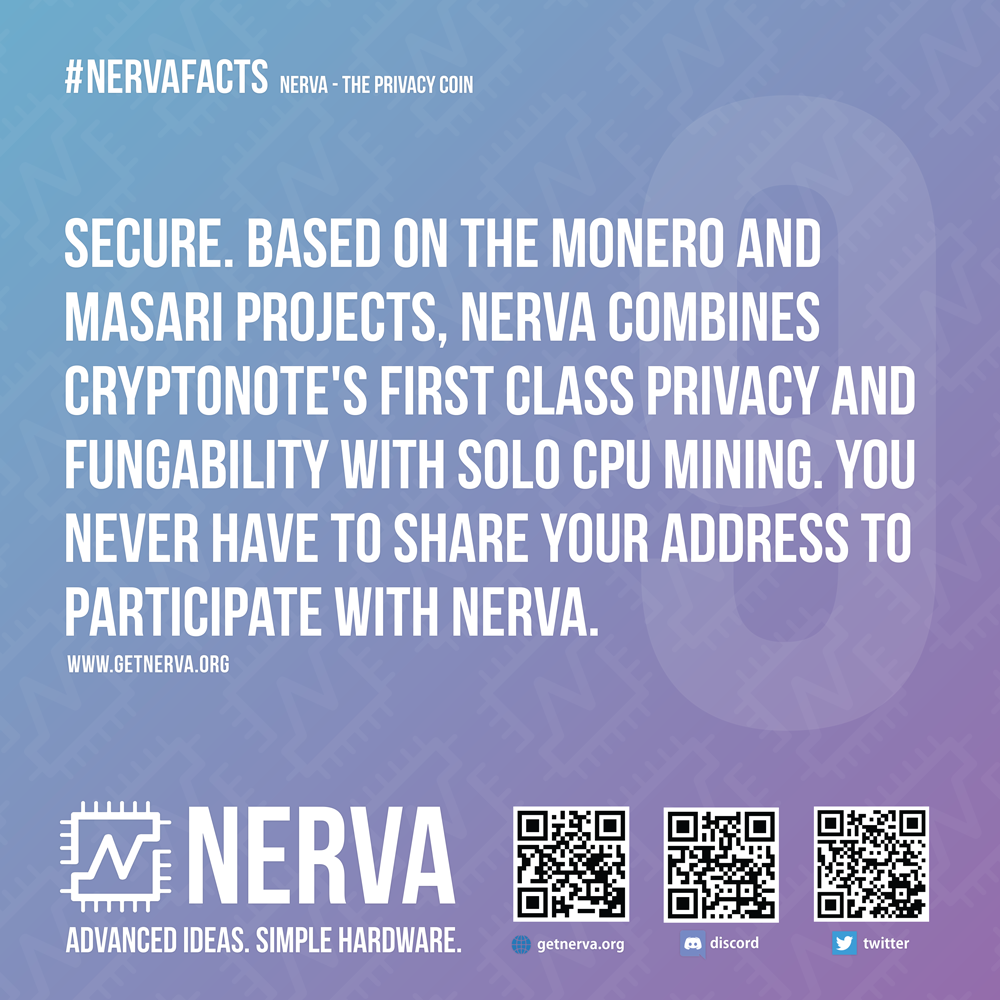 #NERVAFACTS NERVA - THE PRIVACY COIN
9
SECURE. BASED ON THE MONERO AND
MASARI PROJECTS, NERVA COMBINES
CRYPTONOTE'S FIRST CLASS PRIVACY AND
FUNGABILITY WITH SOLO CPU MINING. YOU
NEVER HAVE TO SHARE YOUR ADDRESS TO
PARTICIPATE WITH NERVA.
WWW.GETNERVA.ORG
NERVA
ADVANCED IDEAS. SIMPLE HARDWARE.
getnerva.org
discord
twitter